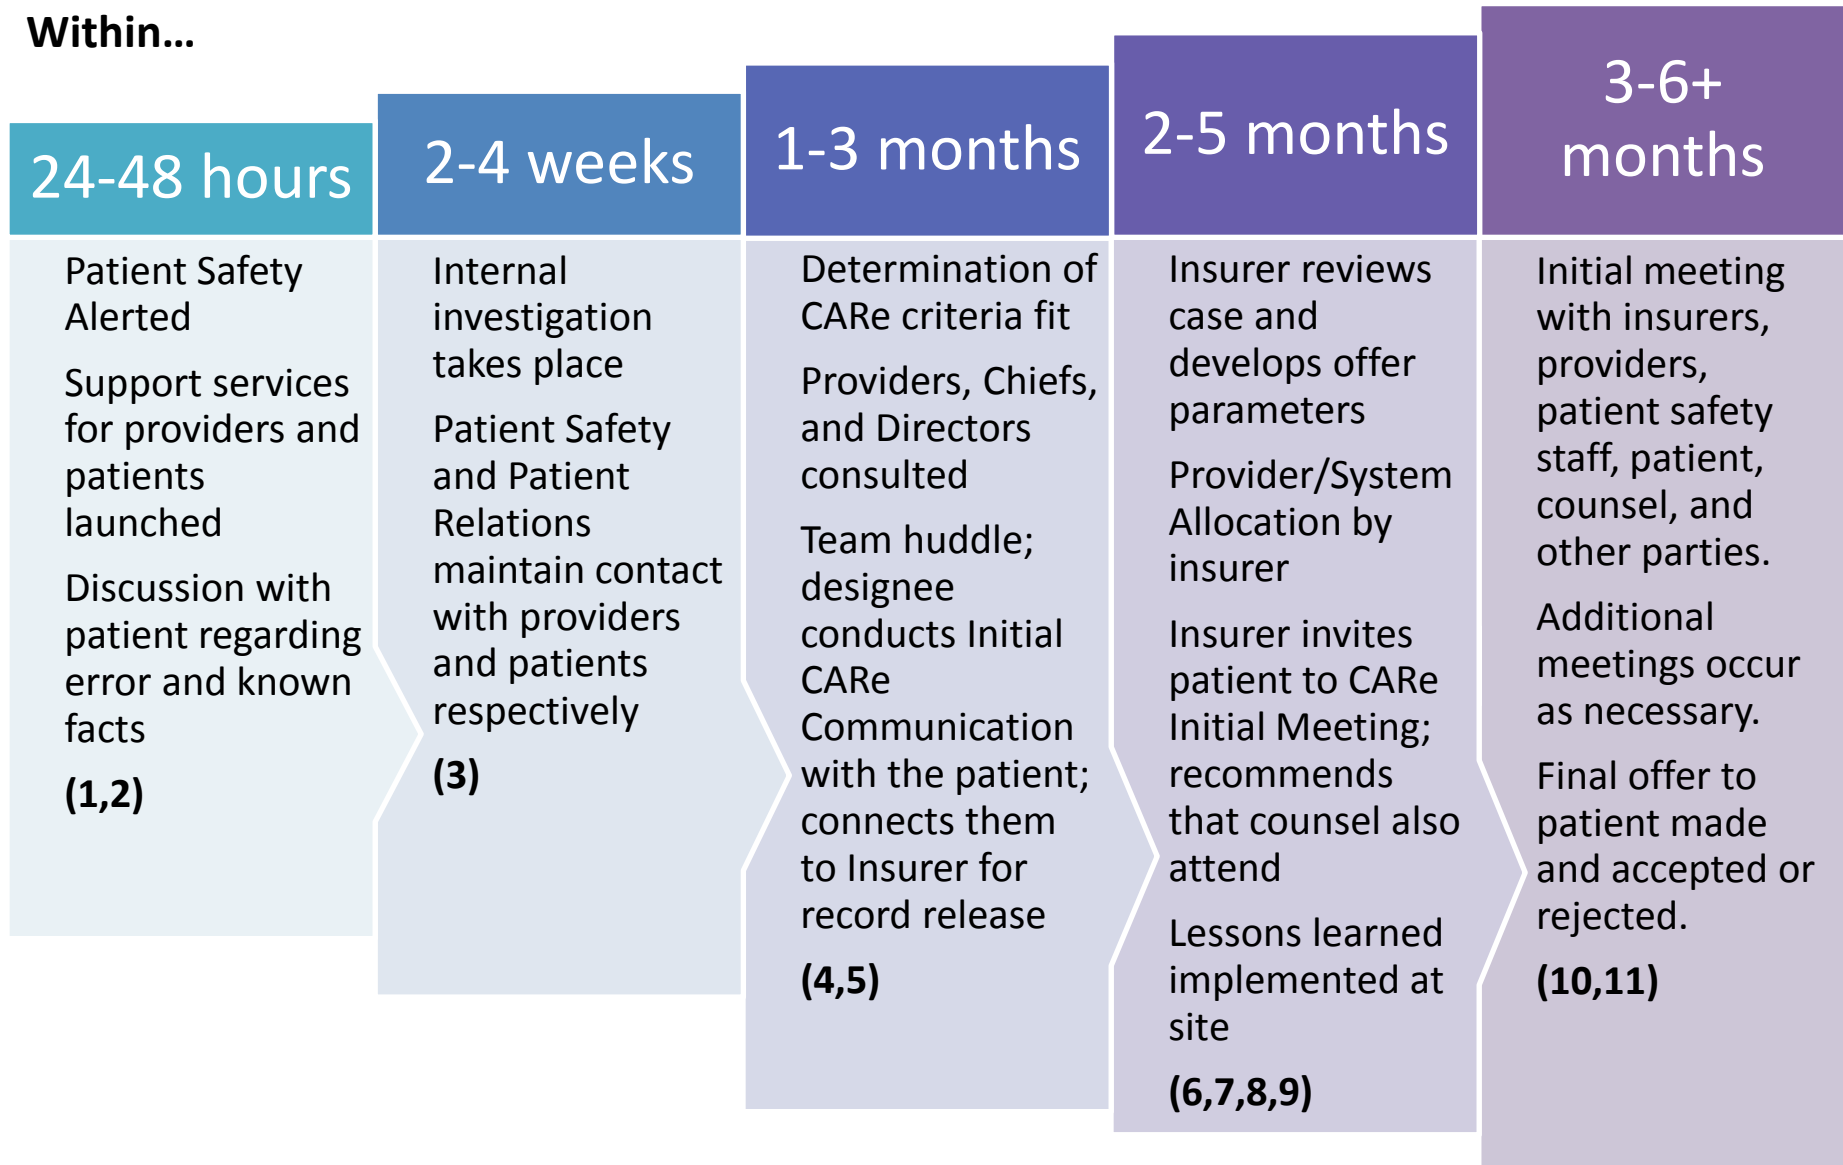 Within…
24-48 hours
Patient Safety
Alerted
Support services
for providers and
patients
launched
Discussion with
patient regarding
error and known
facts
(1,2)
2-4 weeks
Internal
investigation
takes place
Patient Safety
and Patient
Relations
maintain contact
with providers
and patients
respectively
(3)
1-3 months
Determination of
CARe criteria fit
Providers, Chiefs,
and Directors
consulted
Team huddle;
designee
conducts Initial
CARe
Communication
with the patient;
connects them
to Insurer for
record release
(4,5)
2-5 months
Insurer reviews
case and
develops offer
parameters
Provider/System
Allocation by
insurer
Insurer invites
patient to CARe
Initial Meeting;
recommends
that counsel also
attend
Lessons learned
implemented at
site
(6,7,8,9)
3-6+
months
Initial meeting
with insurers,
providers,
patient safety
staff, patient,
counsel, and
other parties.
Additional
meetings occur
as necessary.
Final offer to
patient made
and accepted or
rejected.
(10,11)